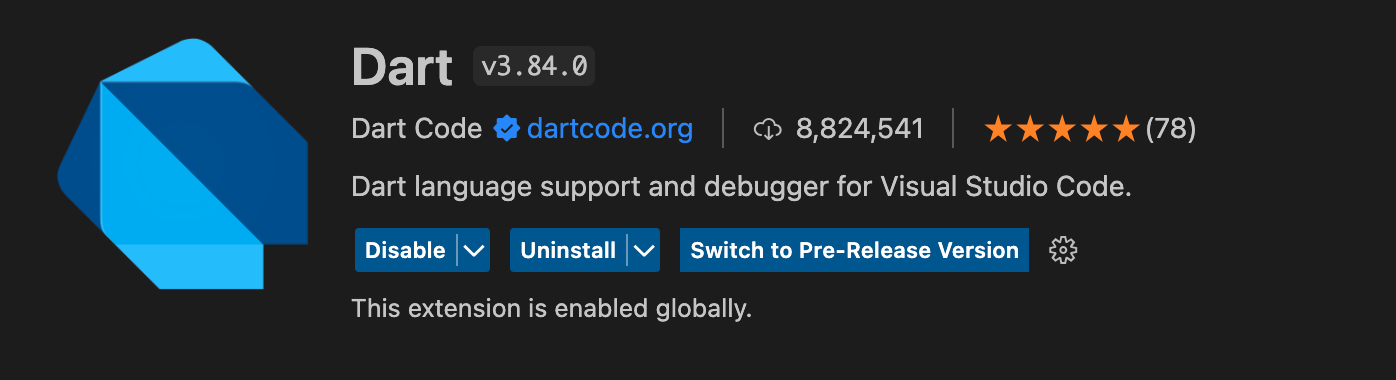 Dart v3.84.0
Dart Code dartcode.org 8,824,541 (78)
Dart language support and debugger for Visual Studio Code.
Disable Uninstall Switch to Pre-Release Version
This extension is enabled globally.